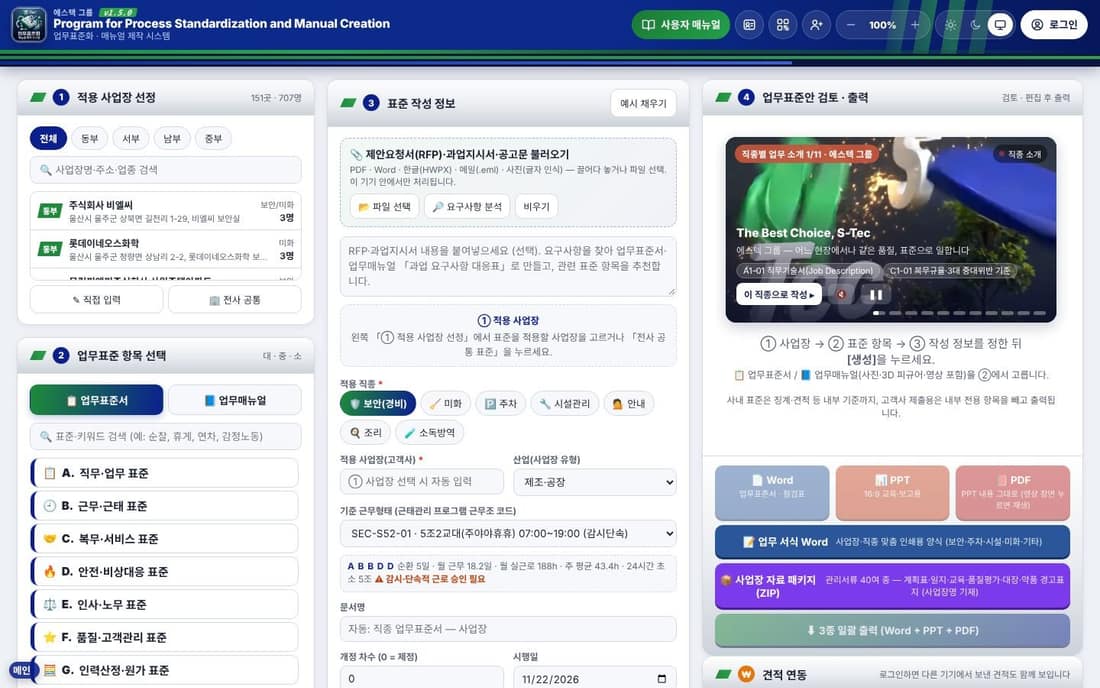 에스텍 그룹 v1.5.0
Program for Process Standardization and Manual Creation
업무표준화 · 매뉴얼 제작 시스템
사용자 매뉴얼
100%
로그인
1 적용 사업장 선정
151곳 · 707명
전체 동부 서부 남부 중부
사업장명·주소·업종 검색
동부 주식회사 비엘씨 보안/미화
울산시 울주군 상북면 길천리 1-29, 비엘씨 보안실 3명
동부 롯데이네오스화학 미화
울산시 울주군 청량면 상남리 2-2, 롯데이네오스화학 보... 3명
✎ 직접 입력
전사 공통
2 업무표준 항목 선택
대 · 중 · 소
업무표준서
업무매뉴얼
표준·키워드 검색 (예: 순찰, 휴게, 연차, 감정노동)
A. 직무·업무 표준
B. 근무·근태 표준
C. 복무·서비스 표준
D. 안전·비상대응 표준
E. 인사·노무 표준
F. 품질·고객관리 표준
G. 인력산정·원가 표준
메인
3 표준 작성 정보
예시 채우기
제안요청서(RFP)·과업지시서·공고문 불러오기
PDF · Word · 한글(HWPX) · 메일(.eml) · 사진(글자 인식) — 끌어다 놓거나 파일 선택.
이 기기 안에서만 처리됩니다.
파일 선택
요구사항 분석
비우기
RFP·과업지시서 내용을 붙여넣으세요 (선택). 요구사항을 찾아 업무표준서·
업무매뉴얼 「과업 요구사항 대응표」로 만들고, 관련 표준 항목을 추천합
니다.
① 적용 사업장
왼쪽 「① 적용 사업장 선정」에서 표준을 적용할 사업장을 고르거나 「전사 공
통 표준」을 누르세요.
적용 직종 *
보안(경비) 미화 주차 시설관리 안내
조리 소독방역
적용 사업장(고객사) *
산업(사업장 유형)
① 사업장 선택 시 자동 입력
제조·공장
기준 근무형태 (근태관리 프로그램 근무조 코드)
SEC-S52-01 · 5조2교대(주야야휴휴) 07:00~19:00 (감시단속)
A B B D D 순환 5일 · 월 근무 18.2일 · 월 실근로 188h · 주 평균 43.4h · 24시간 초
소 5조 ⚠ 감시·단속적 근로 승인 필요
문서명
자동: 직종 업무표준서 — 사업장
개정 차수 (0 = 제정)
시행일
0
11/22/2026
4 업무표준안 검토 · 출력
검토 · 편집 후 출력
직종별 업무 소개 1/11 · 에스텍 그룹
직종 소개
The Best Choice, S-Tec
에스텍 그룹 — 어느 현장에서나 같은 품질, 표준으로 일합니다
A1-01 직무기술서(Job Description)
C1-01 복무규율·3대 중대위반 기준
이 직종으로 작성 ▸
① 사업장 → ② 표준 항목 → ③ 작성 정보를 정한 뒤
[생성]을 누르세요.
업무표준서 / 업무매뉴얼(사진·3D 피규어·영상 포함)을 ②에서 고릅니다.
사내 표준은 징계·견적 등 내부 기준까지, 고객사 제출용은 내부 전용 항목을 빼고 출력됩
니다.
Word
업무표준서 · 점검표
PPT
16:9 교육·보고용
PDF
PPT 내용 그대로 (영상 장면 누
르면 재생)
업무 서식 Word 사업장·직종 맞춤 인쇄용 양식 (보안·주차·시설·미화·기타)
사업장 자료 패키지
(ZIP)
관리서류 40여 종 — 계획표·일지·교육·품질평가·대장·약품 경고표
지 (사업장명 기재)
⬇ 3종 일괄 출력 (Word + PPT + PDF)
W 견적 연동
로그인하면 다른 기기에서 보낸 견적도 함께 보입니다